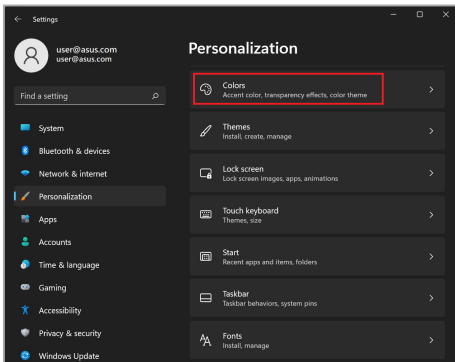 Settings
user@asus.com
user@asus.com
Find a setting
System
Bluetooth & devices
Network & internet
Personalization
Apps
Accounts
Time & language
Gaming
Accessibility
Privacy & security
Windows Update
Personalization
Colors
Accent color, transparency effects, color theme
Themes
Install, create, manage
Lock screen
Lock screen images, apps, animations
Touch keyboard
Themes, size
Start
Recent apps and items, folders
Taskbar
Taskbar behaviors, system pins
Fonts
Install, manage